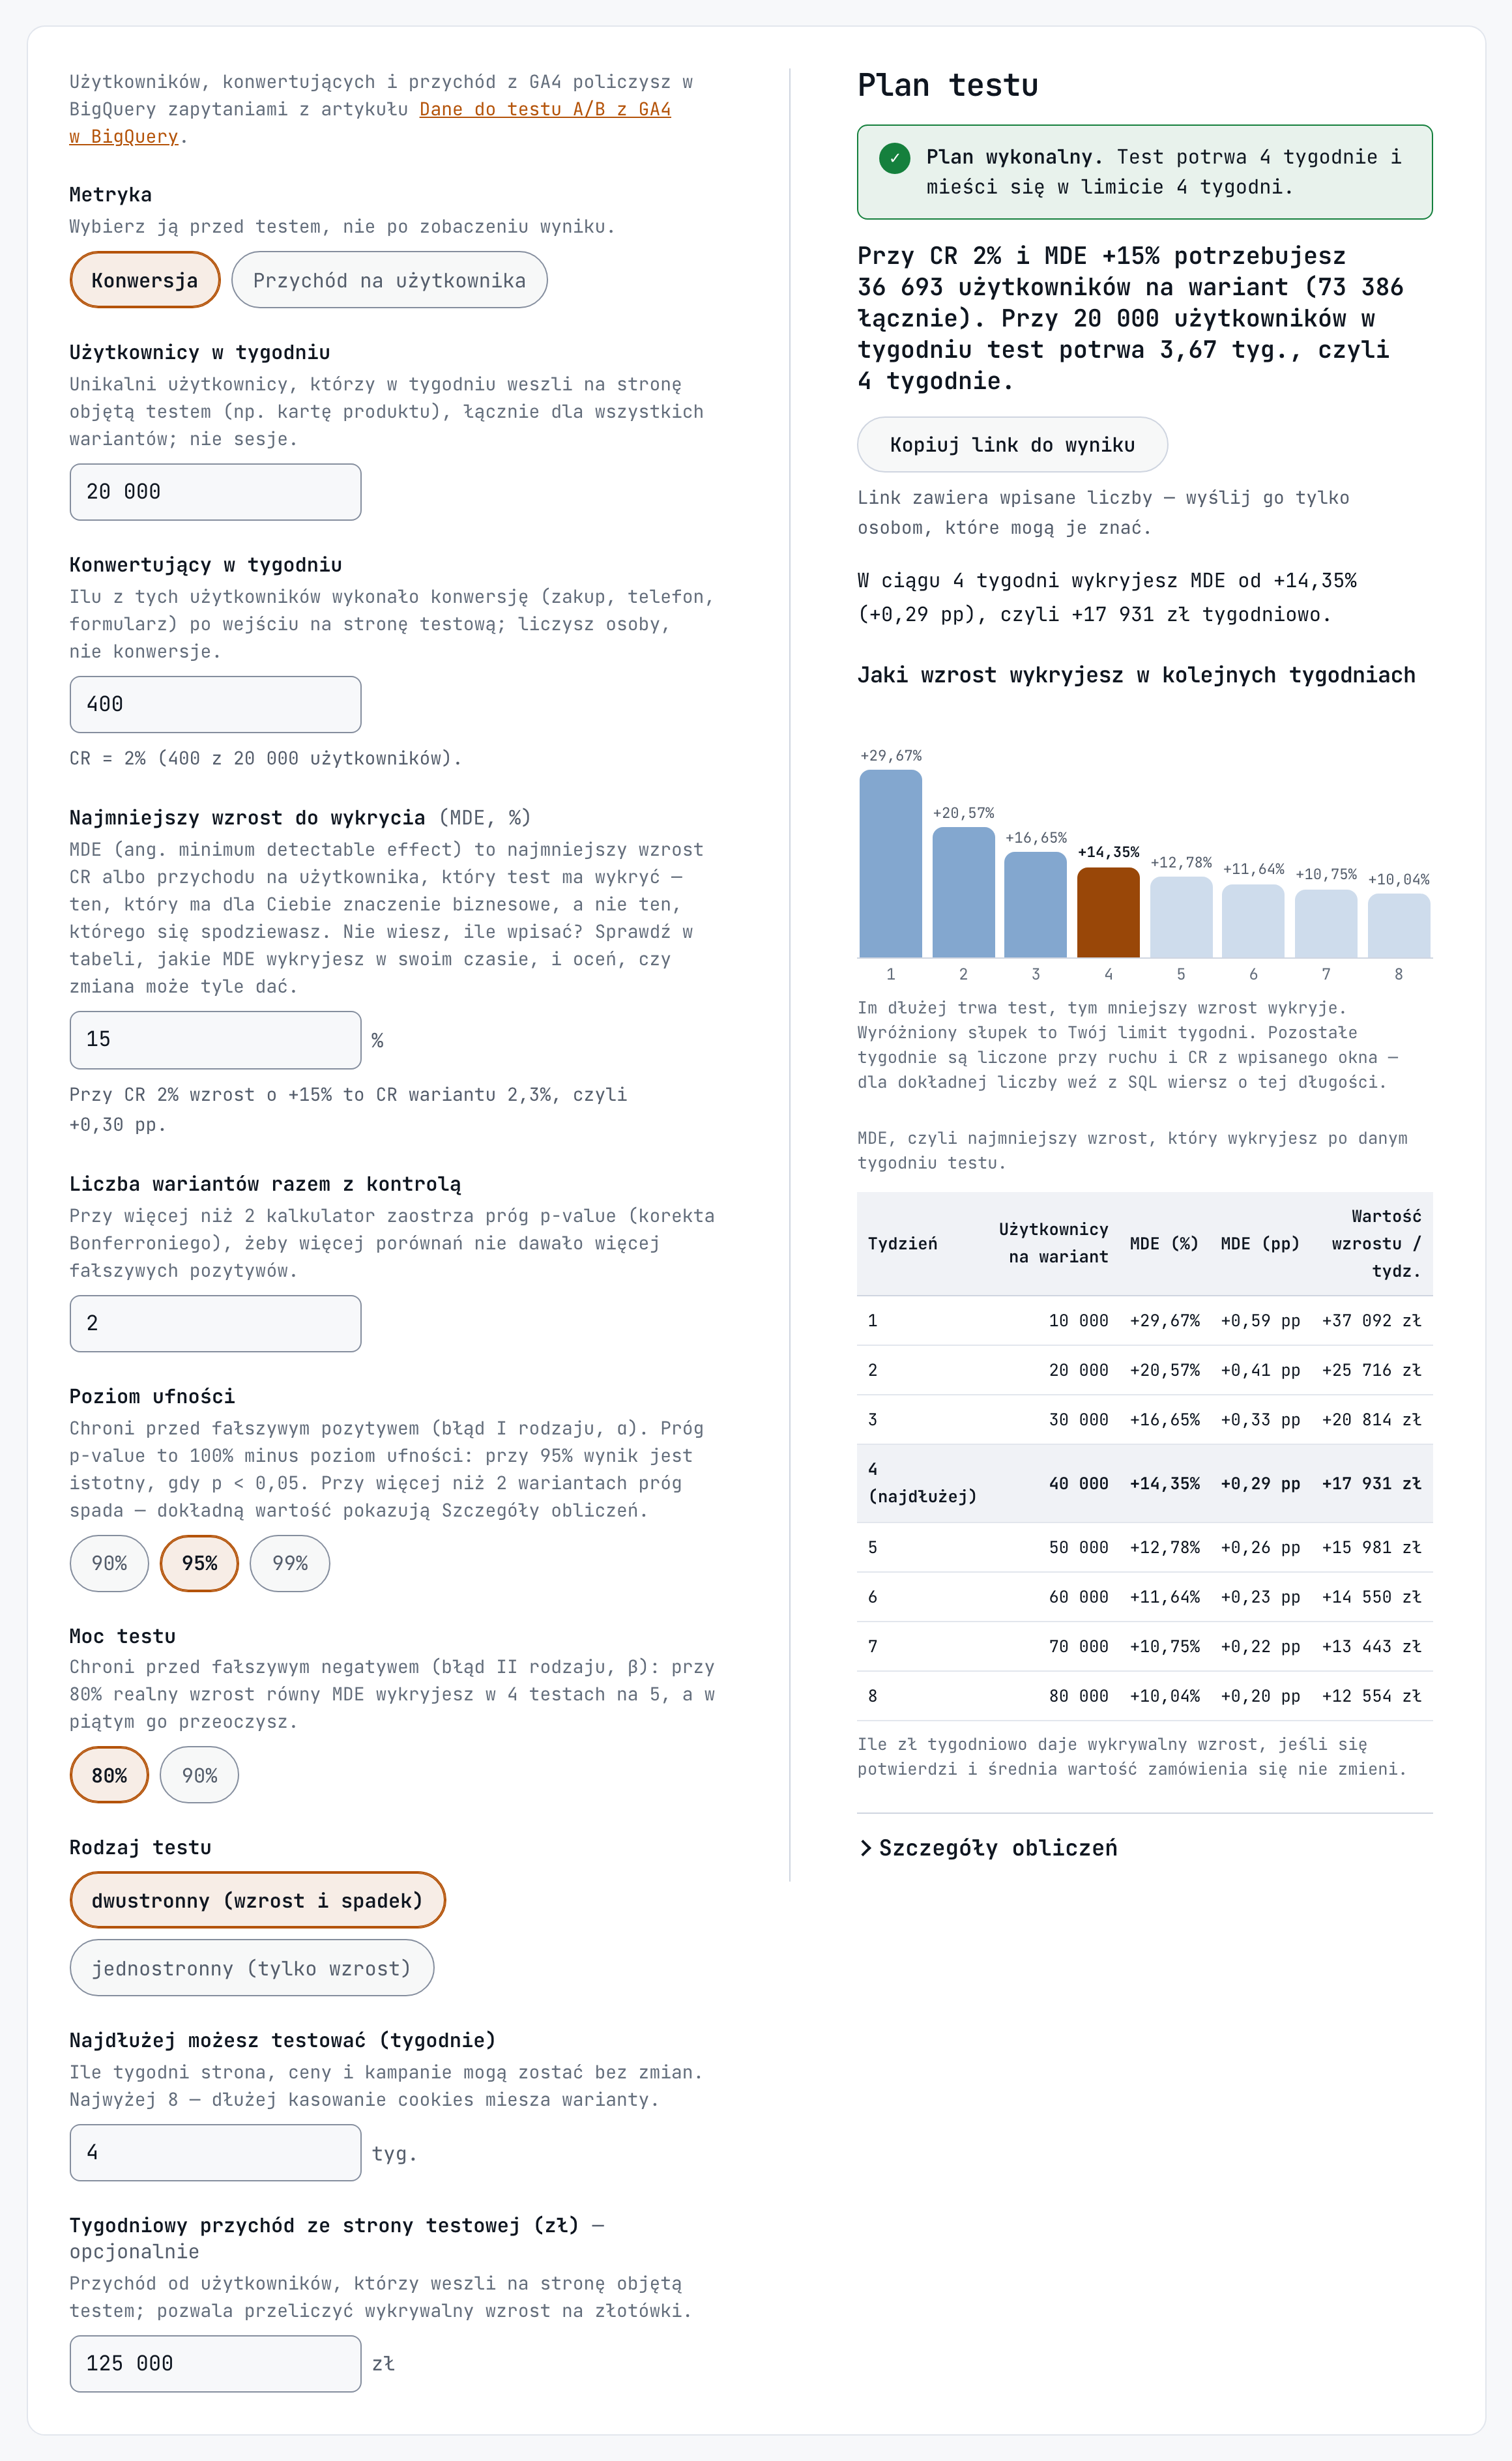 Użytkowników, konwertujących i przychód z GA4 policzysz w
BigQuery zapytaniami z artykułu Dane do testu A/B z GA4
w BigQuery.
Metryka
Wybierz ją przed testem, nie po zobaczeniu wyniku.
Konwersja
Przychód na użytkownika
Użytkownicy w tygodniu
Unikalni użytkownicy, którzy w tygodniu weszli na stronę
objętą testem (np. kartę produktu), łącznie dla wszystkich
wariantów; nie sesje.
20 000
Konwertujący w tygodniu
Ilu z tych użytkowników wykonało konwersję (zakup, telefon,
formularz) po wejściu na stronę testową; liczysz osoby,
nie konwersje.
400
CR = 2% (400 z 20 000 użytkowników).
Najmniejszy wzrost do wykrycia (MDE, %)
MDE (ang. minimum detectable effect) to najmniejszy wzrost
CR albo przychodu na użytkownika, który test ma wykryć —
ten, który ma dla Ciebie znaczenie biznesowe, a nie ten,
którego się spodziewasz. Nie wiesz, ile wpisać? Sprawdź w
tabeli, jakie MDE wykryjesz w swoim czasie, i oceń, czy
zmiana może tyle dać.
15 %
Przy CR 2% wzrost o +15% to CR wariantu 2,3%, czyli
+0,30 pp.
Liczba wariantów razem z kontrolą
Przy więcej niż 2 kalkulator zaostrza próg p-value (korekta
Bonferroniego), żeby więcej porównań nie dawało więcej
fałszywych pozytywów.
2
Poziom ufności
Chroni przed fałszywym pozytywem (błąd I rodzaju, α). Próg
p-value to 100% minus poziom ufności: przy 95% wynik jest
istotny, gdy p < 0,05. Przy więcej niż 2 wariantach próg
spada — dokładną wartość pokazują Szczegóły obliczeń.
90% 95% 99%
Moc testu
Chroni przed fałszywym negatywem (błąd II rodzaju, β): przy
80% realny wzrost równy MDE wykryjesz w 4 testach na 5, a w
piątym go przeoczysz.
80% 90%
Rodzaj testu
dwustronny (wzrost i spadek)
jednostronny (tylko wzrost)
Najdłużej możesz testować (tygodnie)
Ile tygodni strona, ceny i kampanie mogą zostać bez zmian.
Najwyżej 8 — dłużej kasowanie cookies miesza warianty.
4 tyg.
Tygodniowy przychód ze strony testowej (zł) —
opcjonalnie
Przychód od użytkowników, którzy weszli na stronę objętą
testem; pozwala przeliczyć wykrywalny wzrost na złotówki.
125 000 zł
Plan testu
✓ Plan wykonalny. Test potrwa 4 tygodnie i
mieści się w limicie 4 tygodni.
Przy CR 2% i MDE +15% potrzebujesz
36 693 użytkowników na wariant (73 386
łącznie). Przy 20 000 użytkowników w
tygodniu test potrwa 3,67 tyg., czyli
4 tygodnie.
Kopiuj link do wyniku
Link zawiera wpisane liczby — wyślij go tylko
osobom, które mogą je znać.
W ciągu 4 tygodni wykryjesz MDE od +14,35%
(+0,29 pp), czyli +17 931 zł tygodniowo.
Jaki wzrost wykryjesz w kolejnych tygodniach
+29,67% +20,57% +16,65% +14,35% +12,78% +11,64% +10,75% +10,04%
1 2 3 4 5 6 7 8
Im dłużej trwa test, tym mniejszy wzrost wykryje.
Wyróżniony słupek to Twój limit tygodni. Pozostałe
tygodnie są liczone przy ruchu i CR z wpisanego okna —
dla dokładnej liczby weź z SQL wiersz o tej długości.
MDE, czyli najmniejszy wzrost, który wykryjesz po danym
tygodniu testu.
Tydzień Użytkownicy na wariant MDE (%) MDE (pp) Wartość wzrostu / tydz.
1 10 000 +29,67% +0,59 pp +37 092 zł
2 20 000 +20,57% +0,41 pp +25 716 zł
3 30 000 +16,65% +0,33 pp +20 814 zł
4 (najdłużej) 40 000 +14,35% +0,29 pp +17 931 zł
5 50 000 +12,78% +0,26 pp +15 981 zł
6 60 000 +11,64% +0,23 pp +14 550 zł
7 70 000 +10,75% +0,22 pp +13 443 zł
8 80 000 +10,04% +0,20 pp +12 554 zł
Ile zł tygodniowo daje wykrywalny wzrost, jeśli się
potwierdzi i średnia wartość zamówienia się nie zmieni.
Szczegóły obliczeń